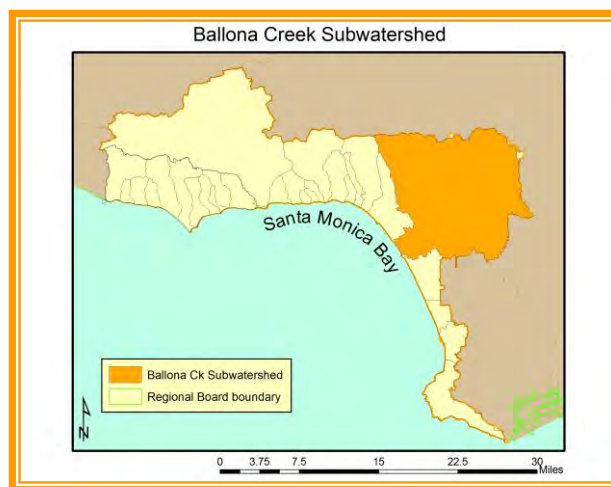 Ballona Creek Subwatershed
Santa Monica Bay
Ballona Ck Subwatershed
Regional Board boundary
N
0 3.75 7.5 15 22.5 30
Miles